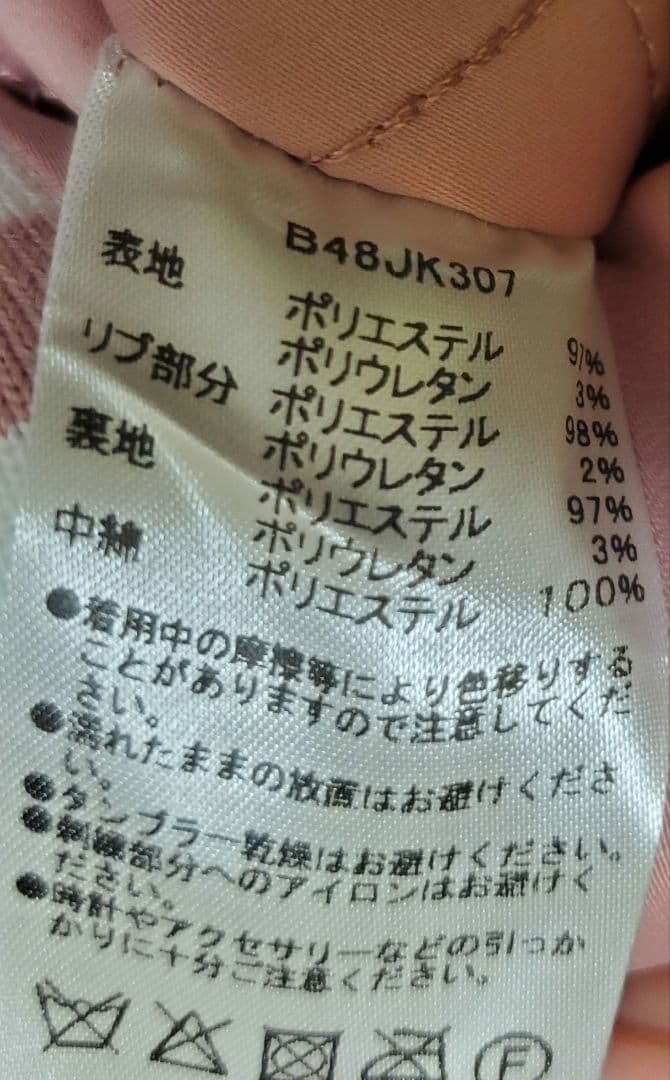 B48JK307
表地 ポリエステル 97%
ポリウレタン 3%
リブ部分 ポリエステル 98%
ポリウレタン 2%
裏地 ポリエステル 97%
ポリウレタン 3%
中綿 ポリエステル 100%
●着用中の摩擦等により色移りする
ことがありますので注意してくだ
さい。
●濡れたままの放置はお避けくださ
い。
●タンブラー乾燥はお避けください。
●刺繍部分へのアイロンはお避けく
ださい。
●時計やアクセサリーなどの引っか
かりに十分ご注意ください。
F